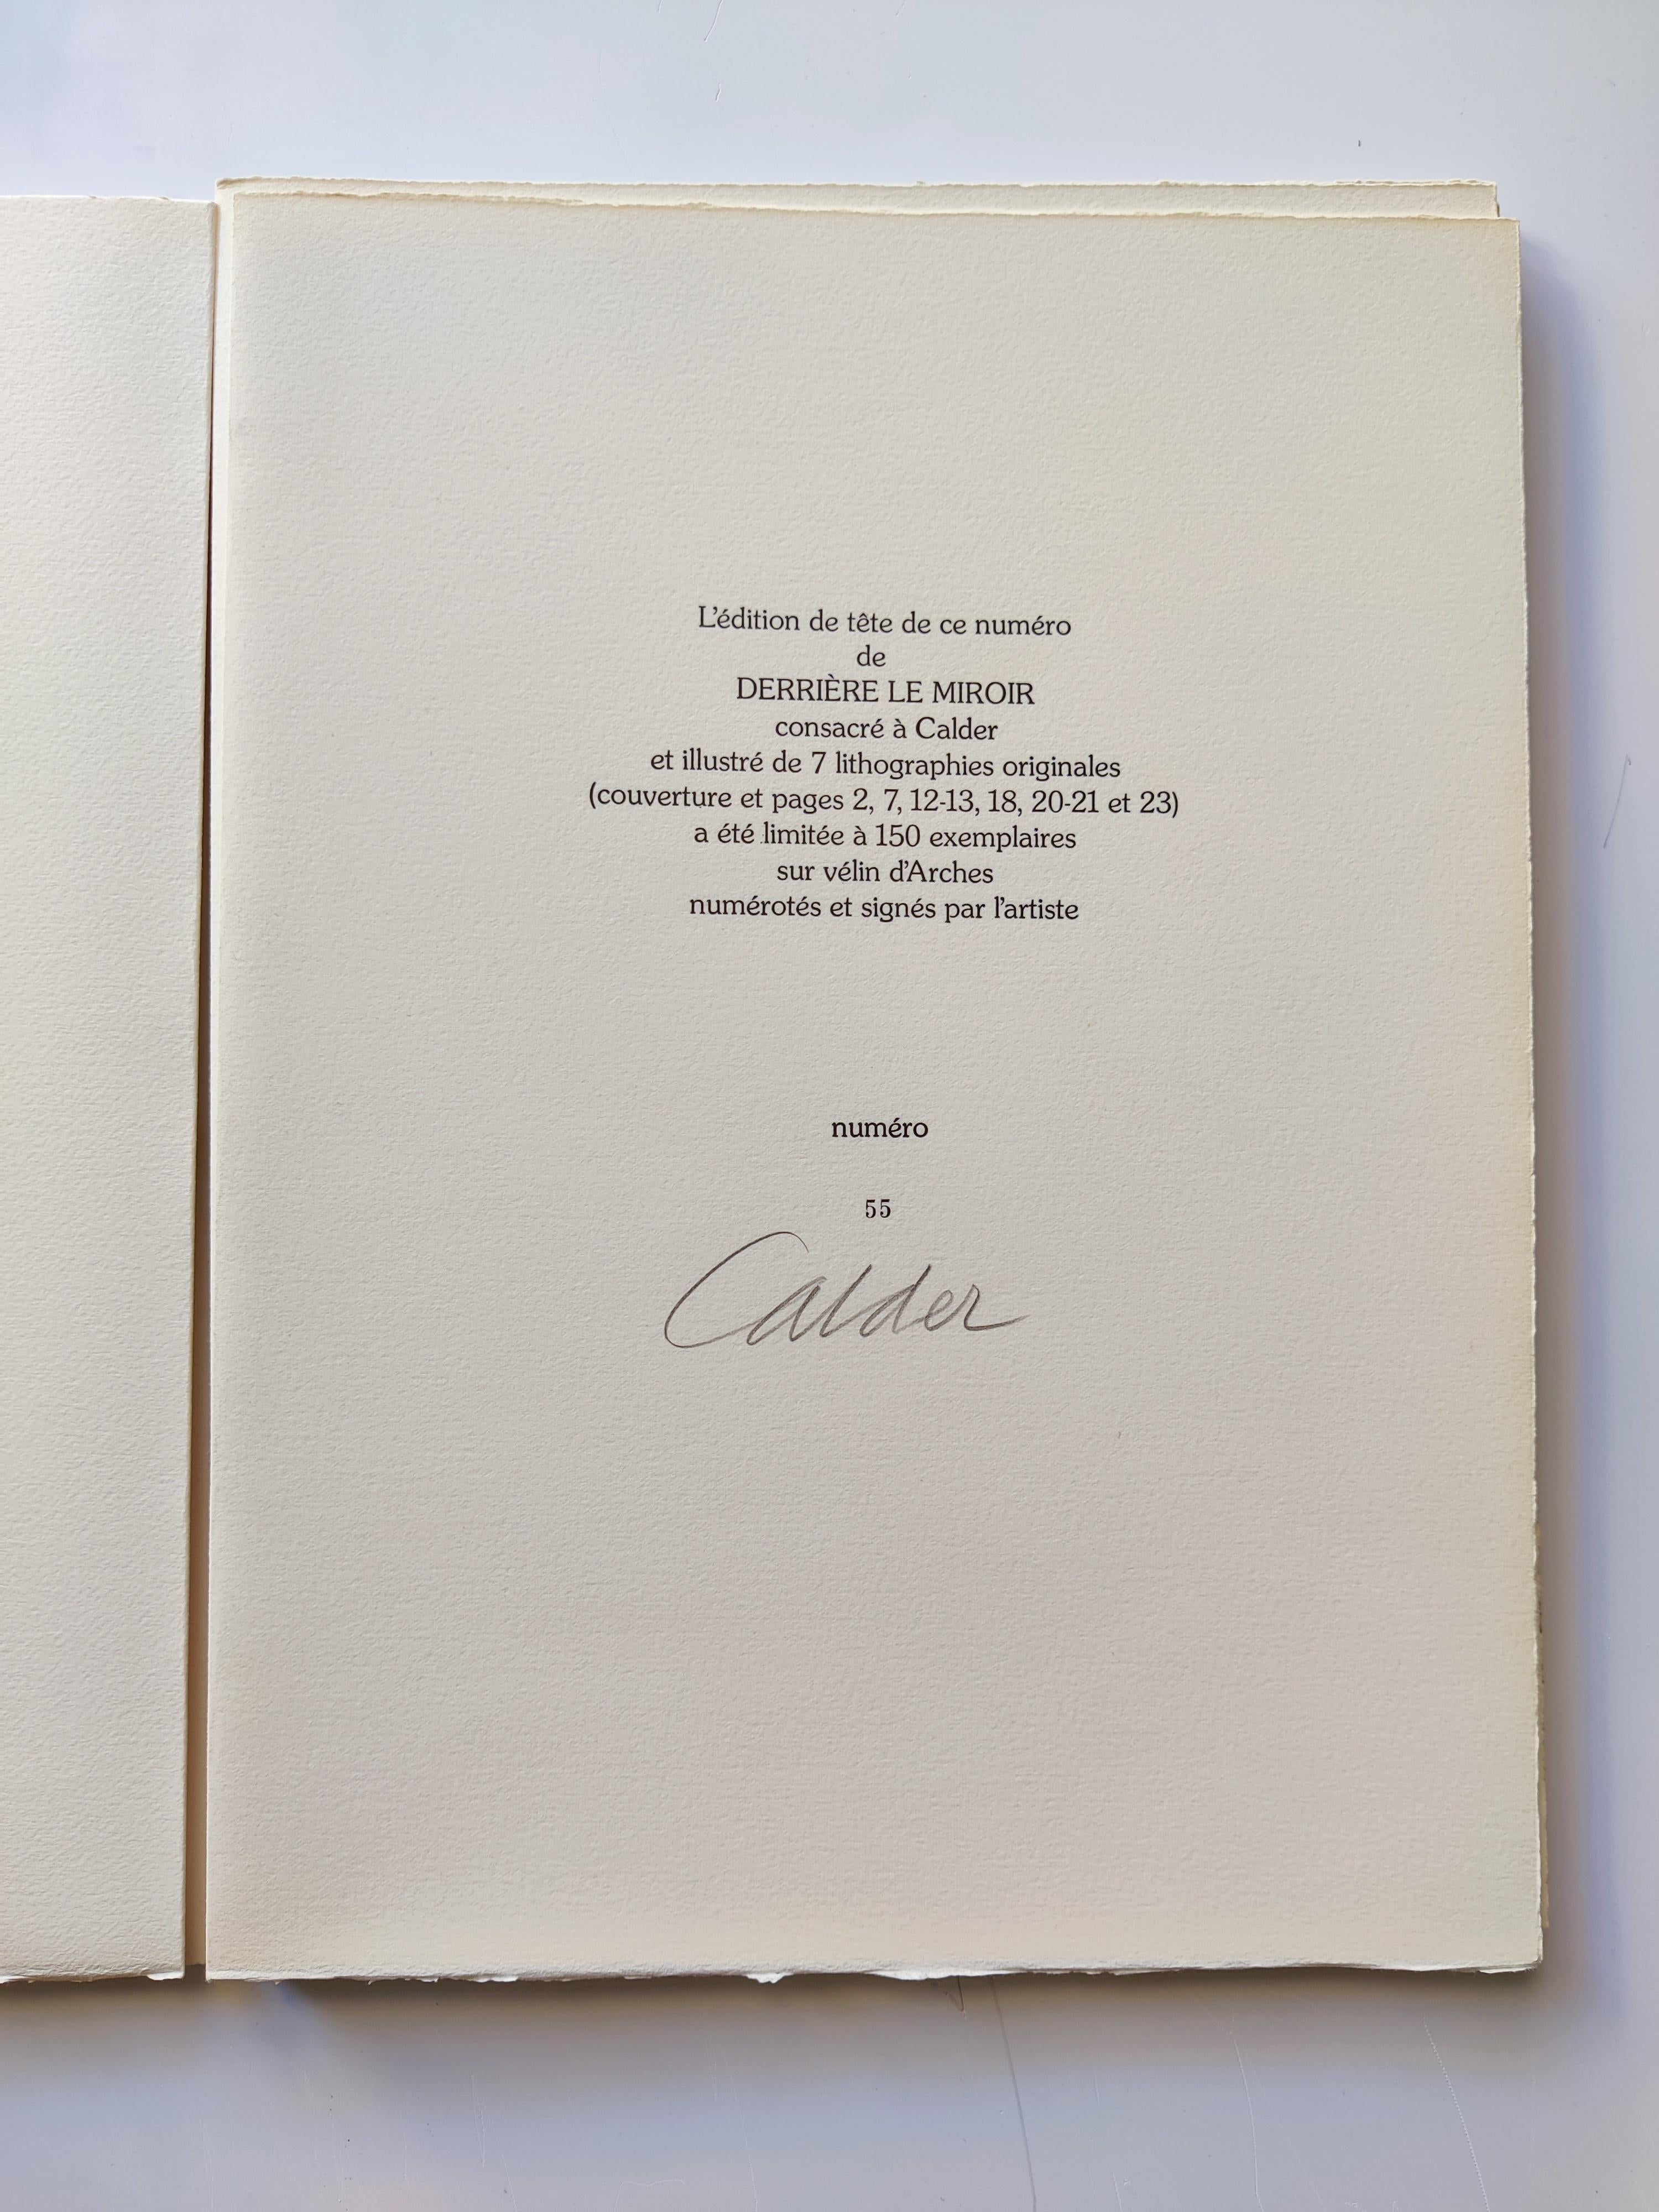 L'édition de tête de ce numéro
de
DERRIÈRE LE MIROIR
consacré à Calder
et illustré de 7 lithographies originales
(couverture et pages 2, 7, 12-13, 18, 20-21 et 23)
a été limitée à 150 exemplaires
sur vélin d'Arches
numérotés et signés par l'artiste
numéro
55
Calder